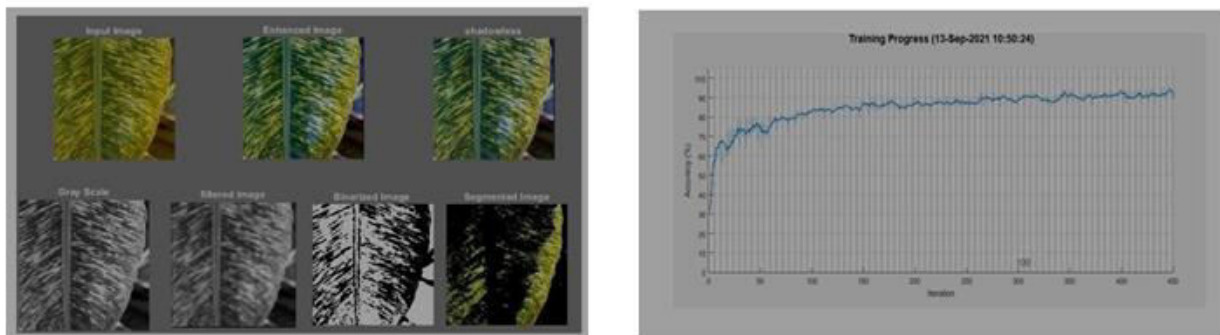 Input Image Enhanced Image shadowless
Gray Scale filtered Image Binarized Image Segmented Image
Training Progress (13-Sep-2021 10:50:24)
Accuracy (%)
100
90
80
70
60
50
40
30
20
10
0
0 50 100 150 200 250 300 350 400 450
Iteration